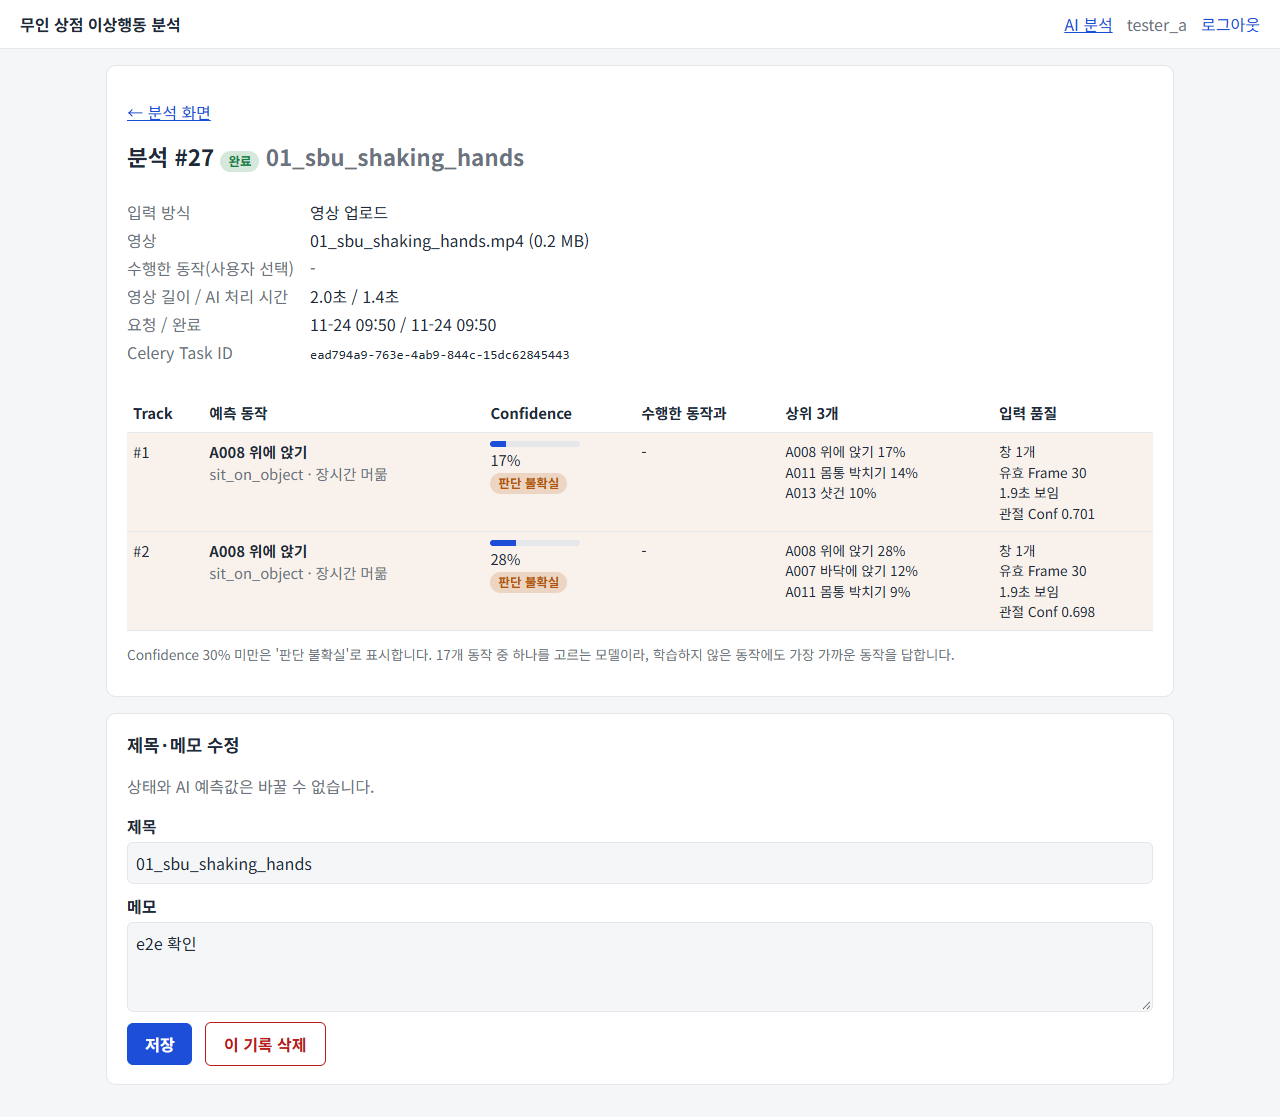 무인 상점 이상행동 분석
AI 분석 tester_a 로그아웃
← 분석 화면
분석 #27 완료 01_sbu_shaking_hands
입력 방식 영상 업로드
영상 01_sbu_shaking_hands.mp4 (0.2 MB)
수행한 동작(사용자 선택) -
영상 길이 / AI 처리 시간 2.0초 / 1.4초
요청 / 완료 11-24 09:50 / 11-24 09:50
Celery Task ID ead794a9-763e-4ab9-844c-15dc62845443
Track 예측 동작 Confidence 수행한 동작과 상위 3개 입력 품질
#1 A008 위에 앉기 - A008 위에 앉기 17% 창 1개
sit_on_object · 장시간 머묾 17% A011 몸통 박치기 14% 유효 Frame 30
판단 불확실 A013 샷건 10% 1.9초 보임
관절 Conf 0.701
#2 A008 위에 앉기 - A008 위에 앉기 28% 창 1개
sit_on_object · 장시간 머묾 28% A007 바닥에 앉기 12% 유효 Frame 30
판단 불확실 A011 몸통 박치기 9% 1.9초 보임
관절 Conf 0.698
Confidence 30% 미만은 '판단 불확실'로 표시합니다. 17개 동작 중 하나를 고르는 모델이라, 학습하지 않은 동작에도 가장 가까운 동작을 답합니다.
제목·메모 수정
상태와 AI 예측값은 바꿀 수 없습니다.
제목
01_sbu_shaking_hands
메모
e2e 확인
저장 이 기록 삭제